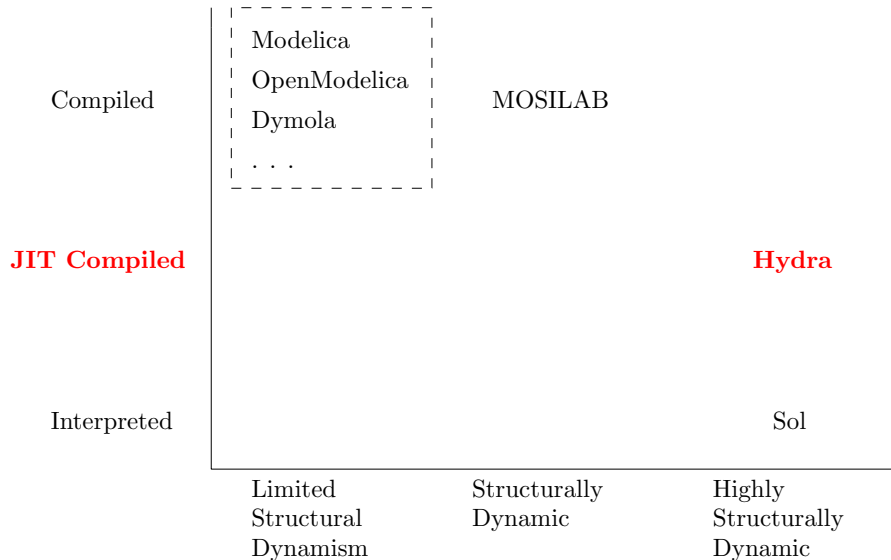 Modelica
OpenModelica
Compiled
MOSILAB
Dymola
. . .
JIT Compiled
Hydra
Interpreted
Sol
Limited
Structural
Dynamism
Structurally
Dynamic
Highly
Structurally
Dynamic